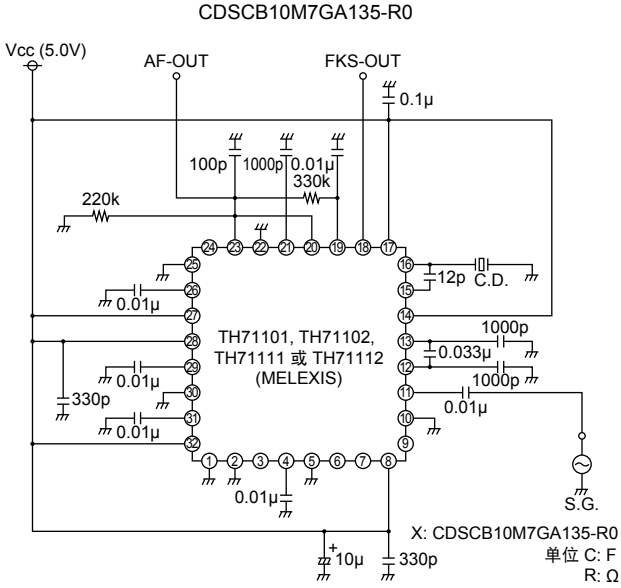 CDSCB10M7GA135-R0
Vcc (5.0V)
AF-OUT
FKS-OUT
0.1μ
100p
1000p
0.01μ
330k
220k
24 23 22 21 20 19 18 17
25
26
27
28
29
30
31
32
16
15
14
13
12
11
10
9
1 2 3 4 5 6 7 8
0.01μ
12p
C.D.
TH71101, TH71102,
TH71111 或 TH71112
(MELEXIS)
1000p
0.033μ
1000p
0.01μ
0.01μ
330p
0.01μ
0.01μ
S.G.
+
10μ
330p
X: CDSCB10M7GA135-R0
单位 C: F
R: Ω